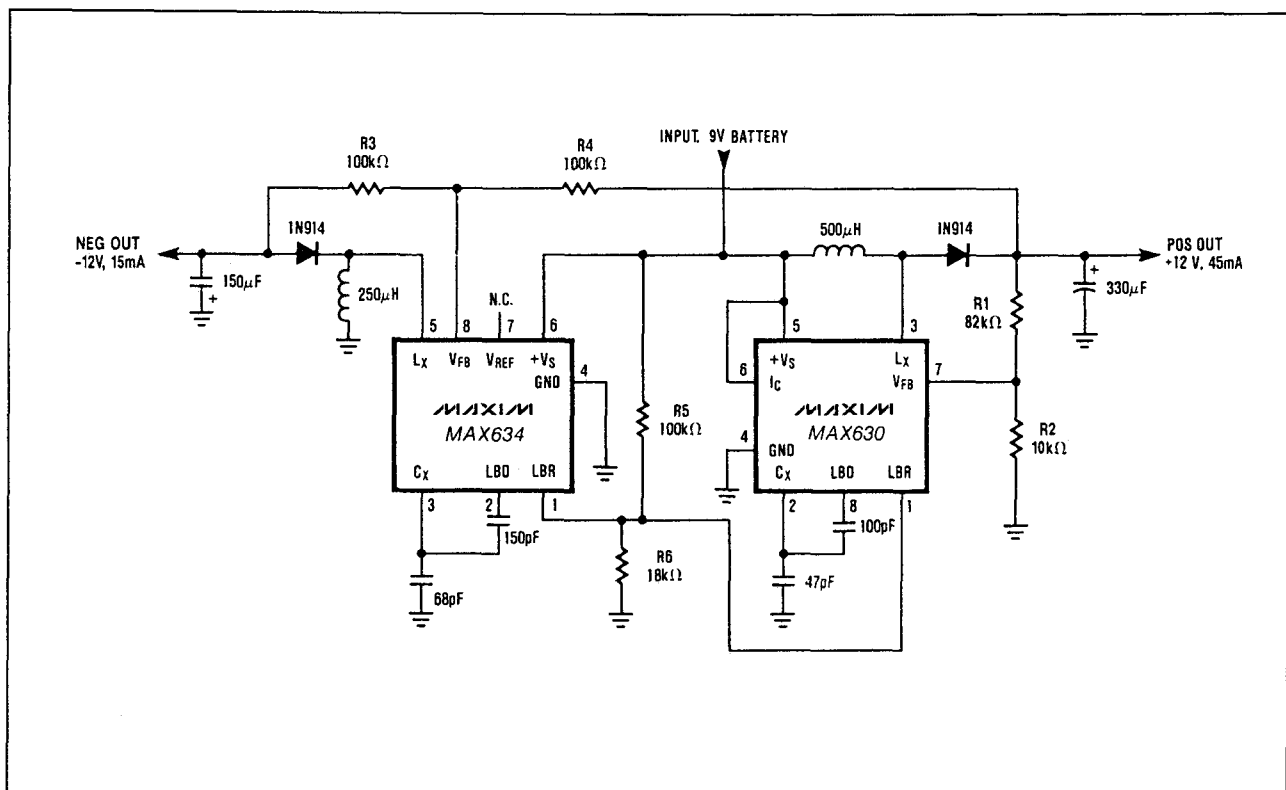 INPUT, 9V BATTERY
R3
100kΩ
R4
100kΩ
1N914
500µH
1N914
NEG OUT
-12V, 15mA
POS OUT
+12 V, 45mA
150µF
+
250µH
N.C.
+
330µF
R1
82kΩ
5
8
7
6
LX
VFB
VREF
+VS
GND
4
MAXIM
MAX634
CX
LBD
LBR
3
2
1
150pF
68pF
R5
100kΩ
R6
18kΩ
5
3
+VS
LX
6
IC
VFB
7
MAXIM
MAX630
4
GND
CX
LBD
LBR
2
8
1
100pF
47pF
R2
10kΩ